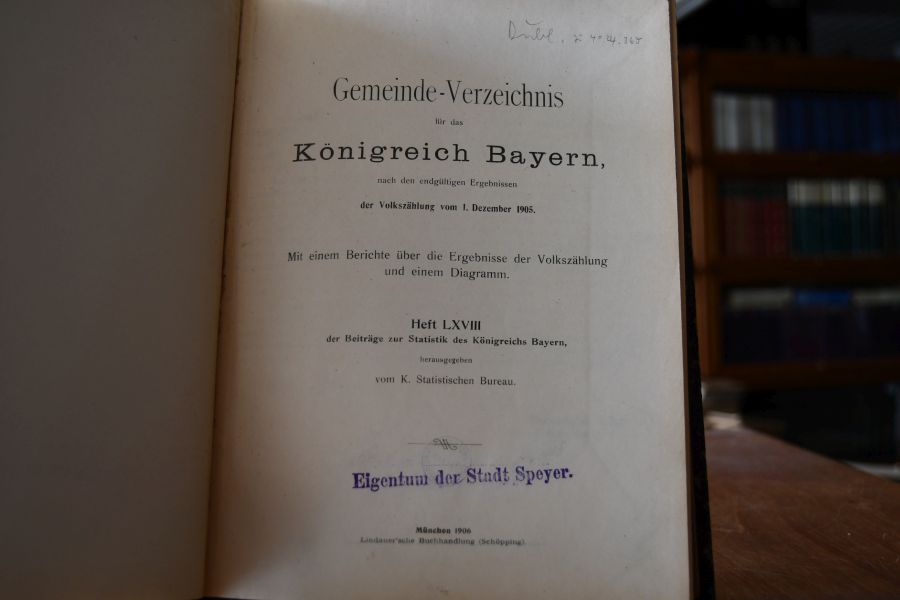 Gemeinde-Verzeichnis
für das
Königreich Bayern,
nach den endgültigen Ergebnissen
der Volkszählung vom 1. Dezember 1905.
Mit einem Berichte über die Ergebnisse der Volkszählung
und einem Diagramm.
Heft LXVIII
der Beiträge zur Statistik des Königreichs Bayern,
herausgegeben
vom K. Statistischen Bureau.
Eigentum der Stadt Speyer.
München 1906
Lindauer'sche Buchhandlung (Schöpping).